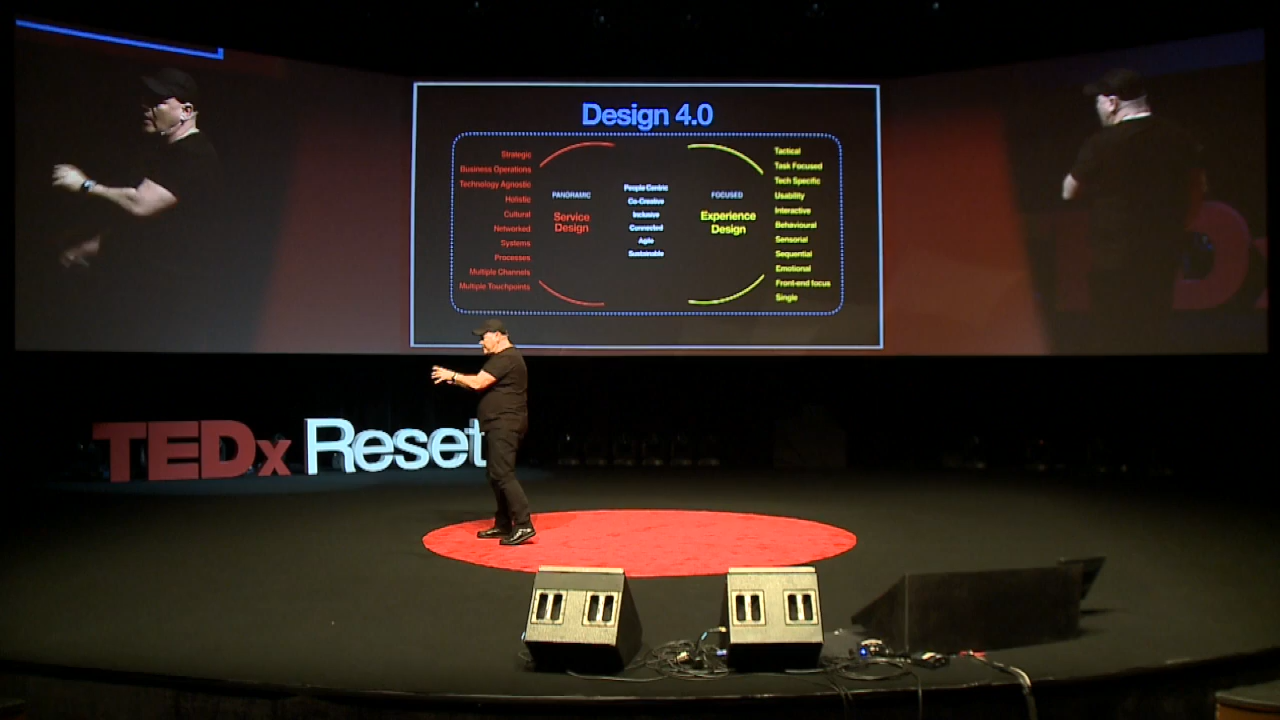 Design 4.0
Strategic
Business Operations
Technology Agnostic
Holistic
Cultural
Networked
Systems
Processes
Multiple Channels
Multiple Touchpoints
PANORAMIC
Service
Design
People Centric
Co-Creative
Inclusive
Connected
Agile
Sustainable
FOCUSED
Experience
Design
Tactical
Task Focused
Tech Specific
Usability
Interactive
Behavioural
Sensorial
Sequential
Emotional
Front-end focus
Single
TEDx Reset